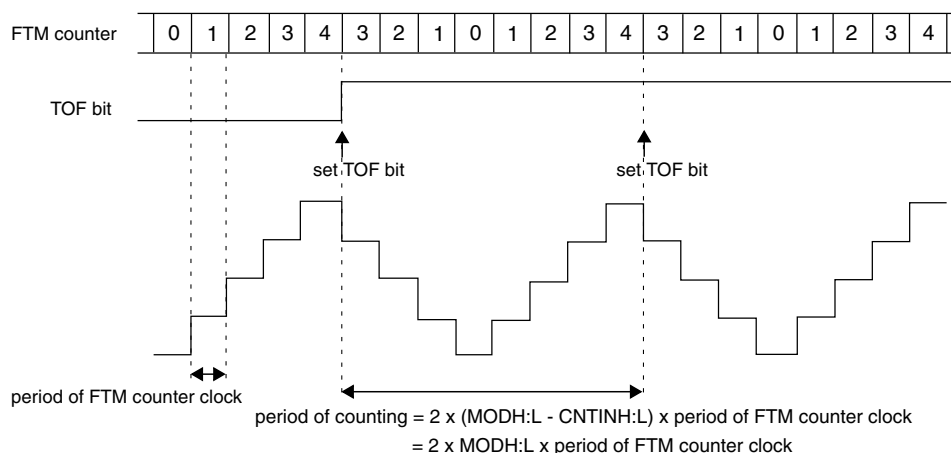 FTM counter 0 1 2 3 4 3 2 1 0 1 2 3 4 3 2 1 0 1 2 3 4
TOF bit
set TOF bit set TOF bit
period of FTM counter clock
period of counting = 2 x (MODH:L - CNTINH:L) x period of FTM counter clock
= 2 x MODH:L x period of FTM counter clock